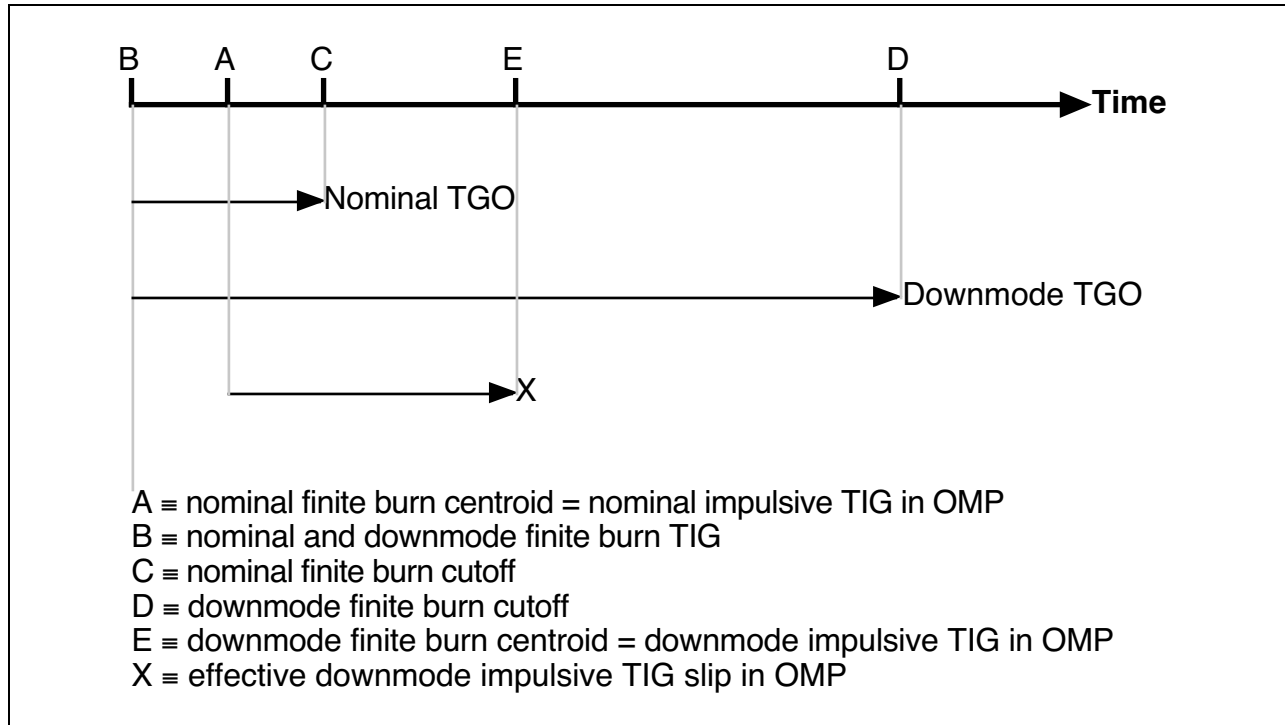 B A C E D
Time
Nominal TGO
Downmode TGO
X
A ≡ nominal finite burn centroid = nominal impulsive TIG in OMP
B ≡ nominal and downmode finite burn TIG
C ≡ nominal finite burn cutoff
D ≡ downmode finite burn cutoff
E ≡ downmode finite burn centroid = downmode impulsive TIG in OMP
X ≡ effective downmode impulsive TIG slip in OMP